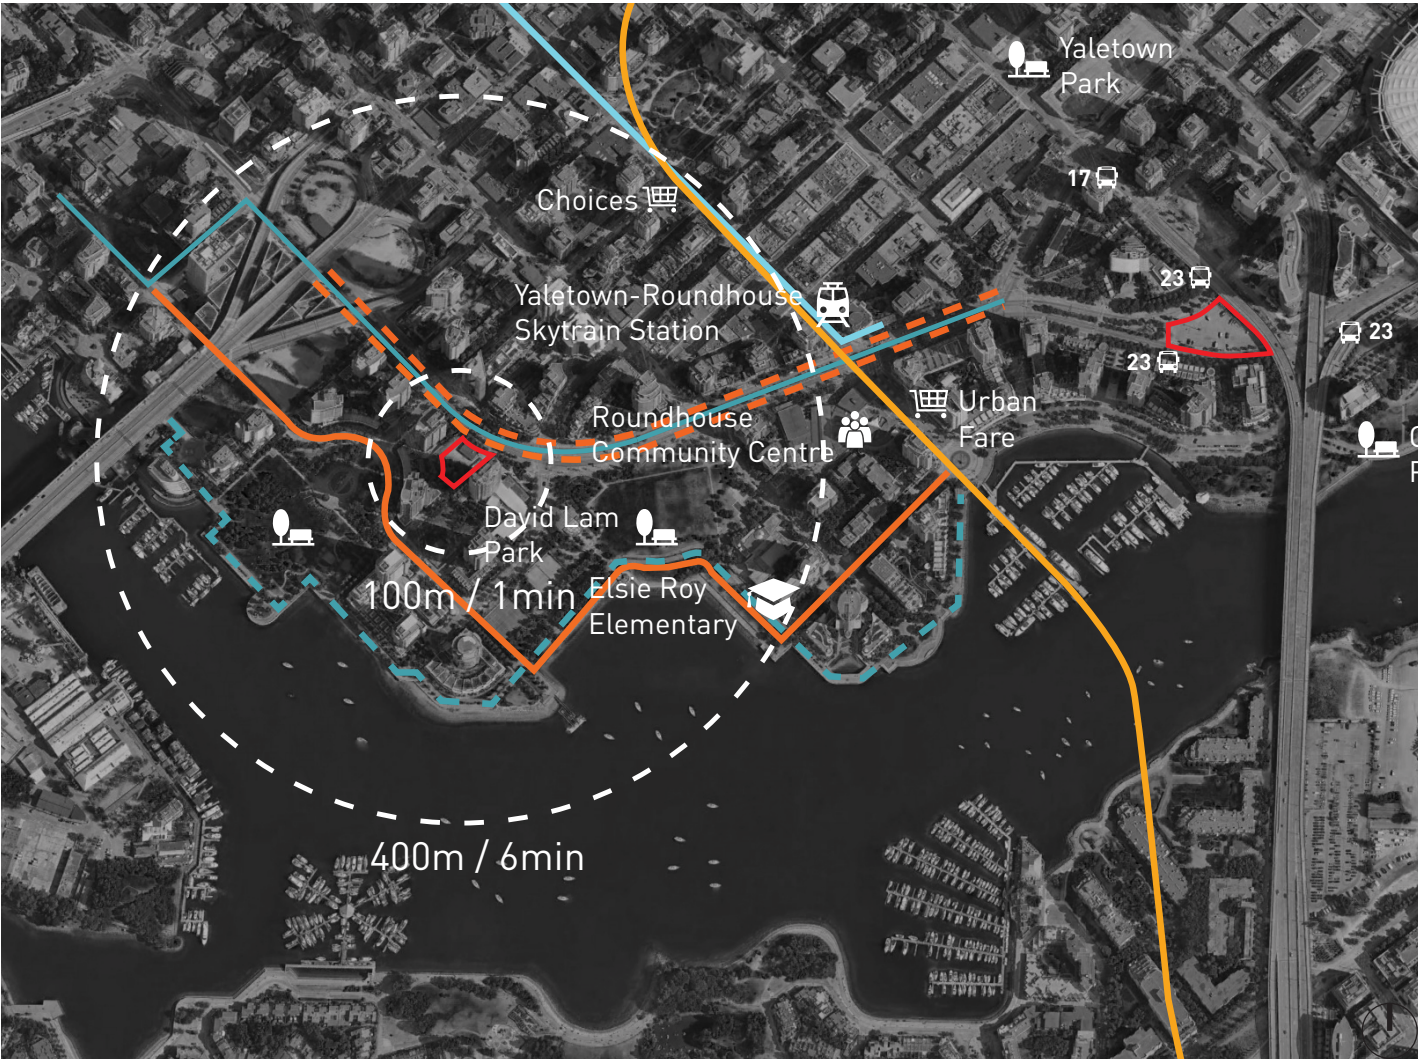 Yaletown
Park
17
Choices
23
Yaletown-Roundhouse
Skytrain Station
23
23
Urban
Fare
Roundhouse
Community Centre
David Lam
Park
100m / 1min
Elsie Roy
Elementary
400m / 6min